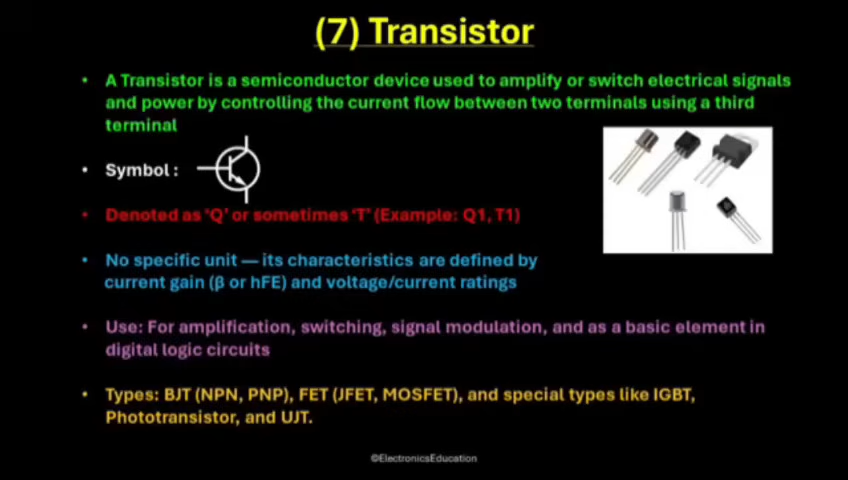 (7) Transistor
• A Transistor is a semiconductor device used to amplify or switch electrical signals
and power by controlling the current flow between two terminals using a third
terminal
• Symbol :
• Denoted as ‘Q’ or sometimes ‘T’ (Example: Q1, T1)
• No specific unit — its characteristics are defined by
current gain (β or hFE) and voltage/current ratings
• Use: For amplification, switching, signal modulation, and as a basic element in
digital logic circuits
• Types: BJT (NPN, PNP), FET (JFET, MOSFET), and special types like IGBT,
Phototransistor, and UJT.
©ElectronicsEducation